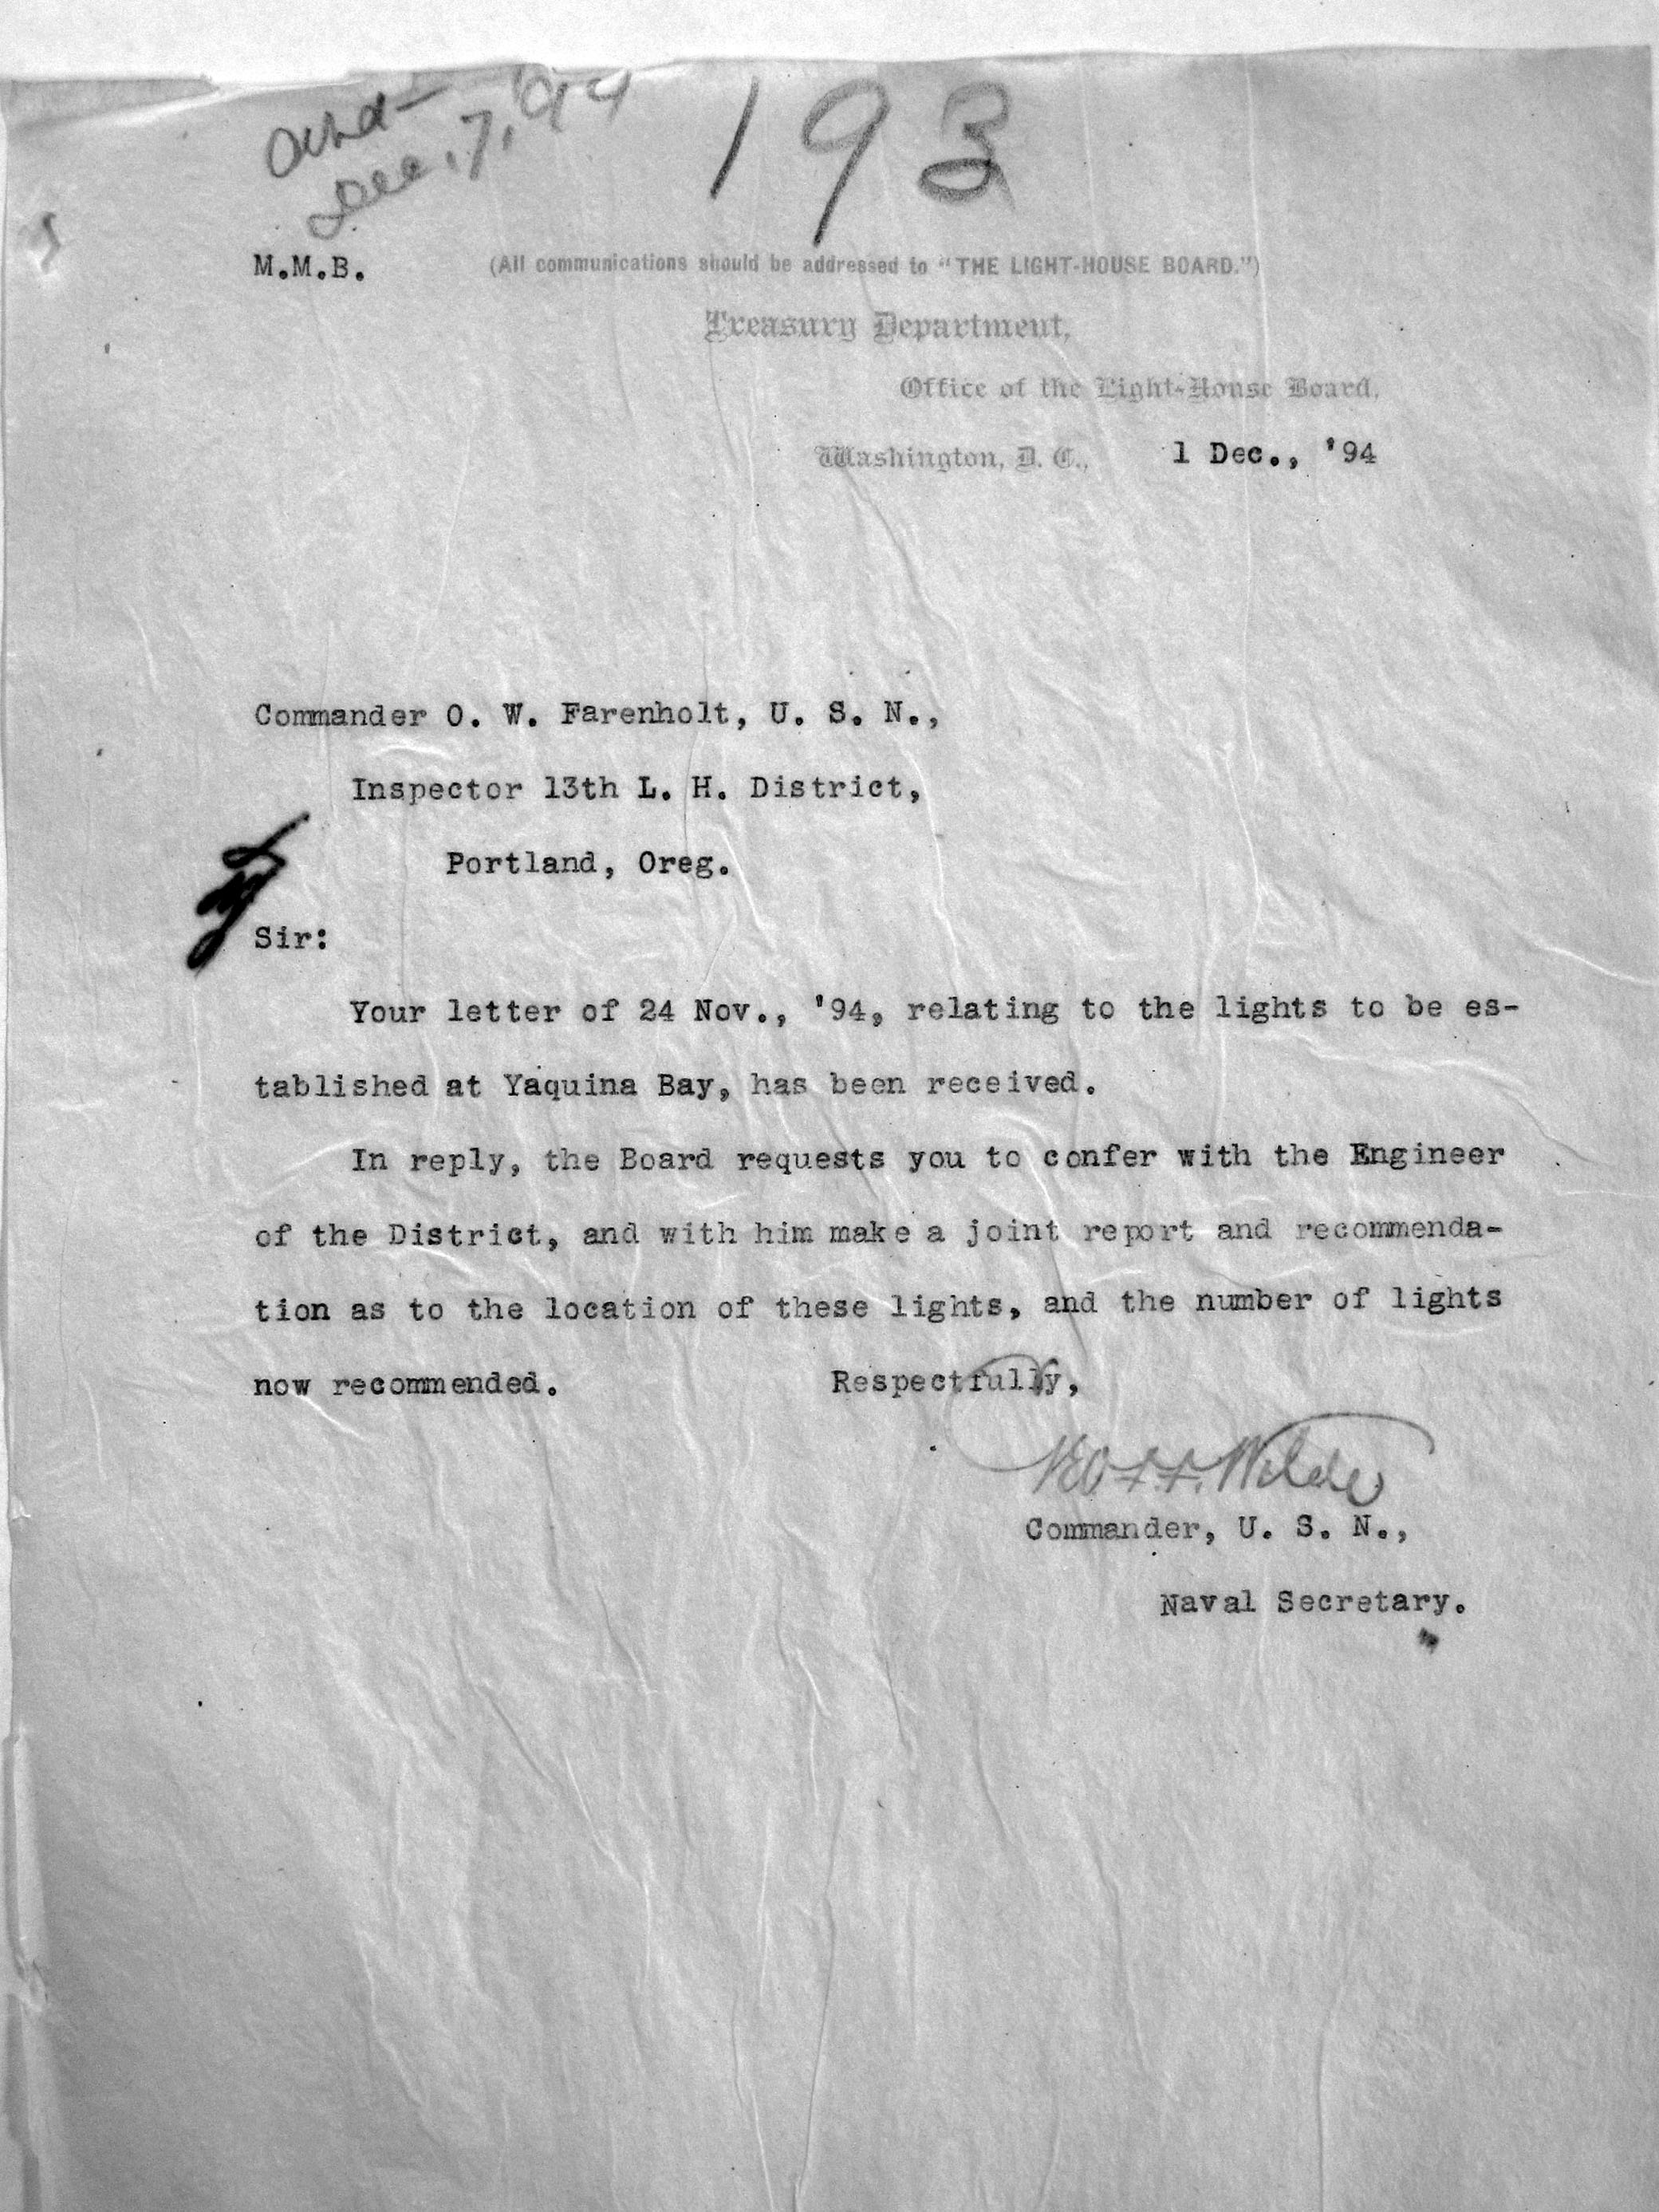 Dec. 7, '94
193
M.M.B.
(All communications should be addressed to “THE LIGHT-HOUSE BOARD.”)
Treasury Department,
Office of the Light-House Board,
Washington, D. C., 1 Dec., '94
Commander O. W. Farenholt, U. S. N.,
Inspector 13th L. H. District,
Portland, Oreg.
Sir:
Your letter of 24 Nov., '94, relating to the lights to be es-
tablished at Yaquina Bay, has been received.
In reply, the Board requests you to confer with the Engineer
of the District, and with him make a joint report and recommenda-
tion as to the location of these lights, and the number of lights
now recommended. Respectfully,
Wilde
Commander, U. S. N.,
Naval Secretary.